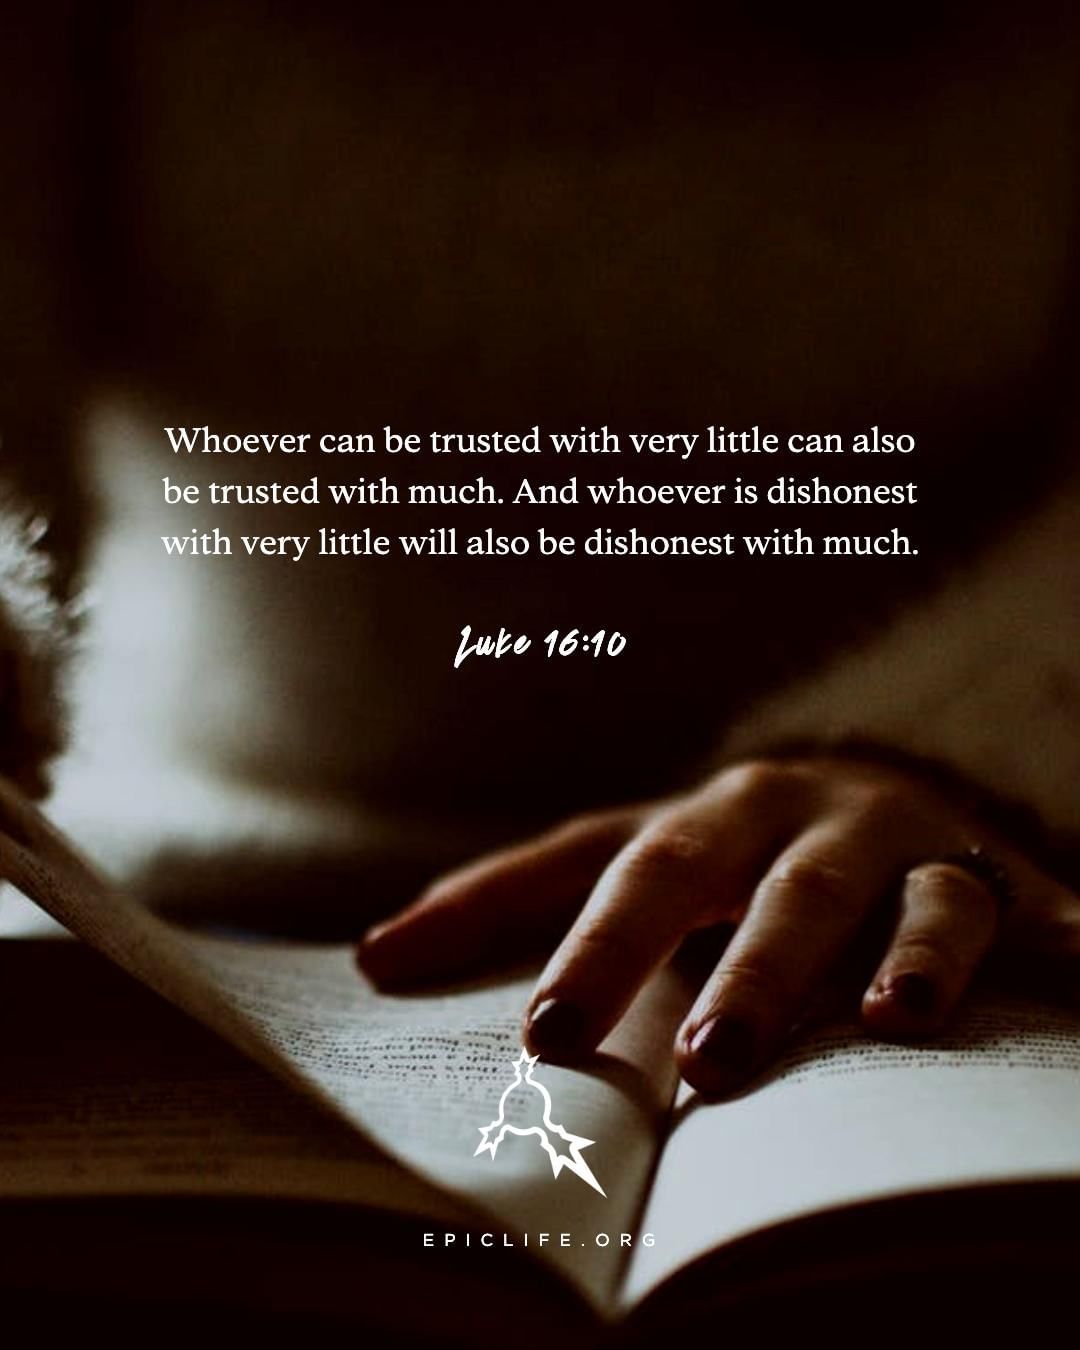 Whoever can be trusted with very little can also
be trusted with much. And whoever is dishonest
with very little will also be dishonest with much.
Luke 16:10
EPICLIFE.ORG